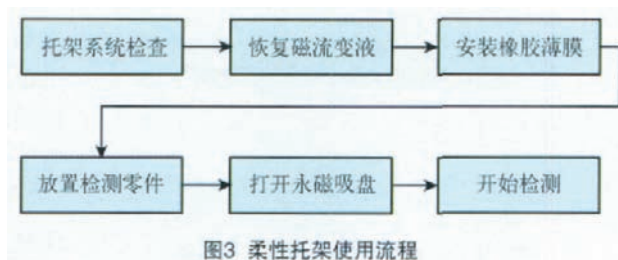 托架系统检查
恢复磁流变液
安装橡胶薄膜
放置检测零件
打开永磁吸盘
开始检测
图3 柔性托架使用流程